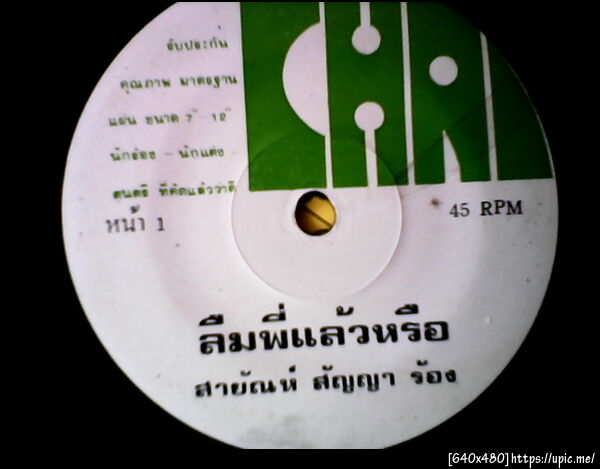 CHAI
รับประกัน
คุณภาพ มาตรฐาน
แผ่น ขนาด 7" - 12"
นักร้อง - นักแต่ง
ดนตรี ที่คัดแล้วว่าดี
หน้า 1
45 RPM
ลืมพี่แล้วหรือ
สายัณห์ สัญญา ร้อง
[640x480]https://upic.me/